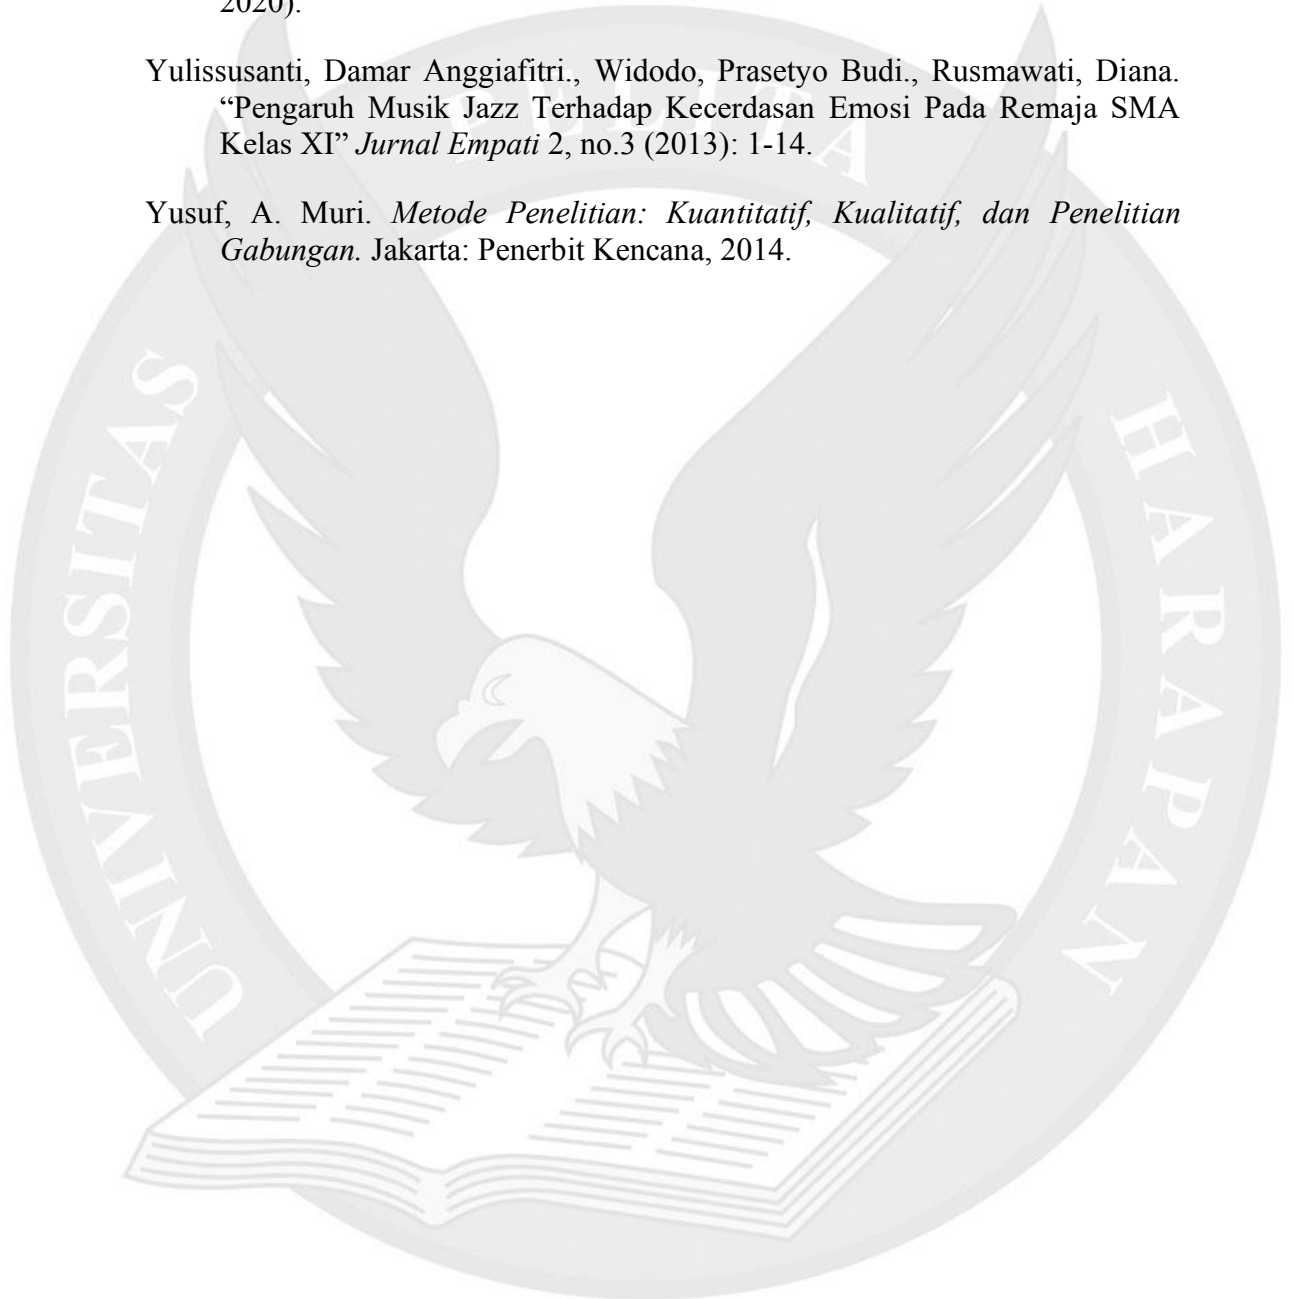 2020).
Yulissusanti, Damar Anggiafitri., Widodo, Prasetyo Budi., Rusmawati, Diana.
“Pengaruh Musik Jazz Terhadap Kecerdasan Emosi Pada Remaja SMA
Kelas XI” Jurnal Empati 2, no.3 (2013): 1-14.
Yusuf, A. Muri. Metode Penelitian: Kuantitatif, Kualitatif, dan Penelitian
Gabungan. Jakarta: Penerbit Kencana, 2014.
UNIVERSITAS
PELITA
HARAPAN